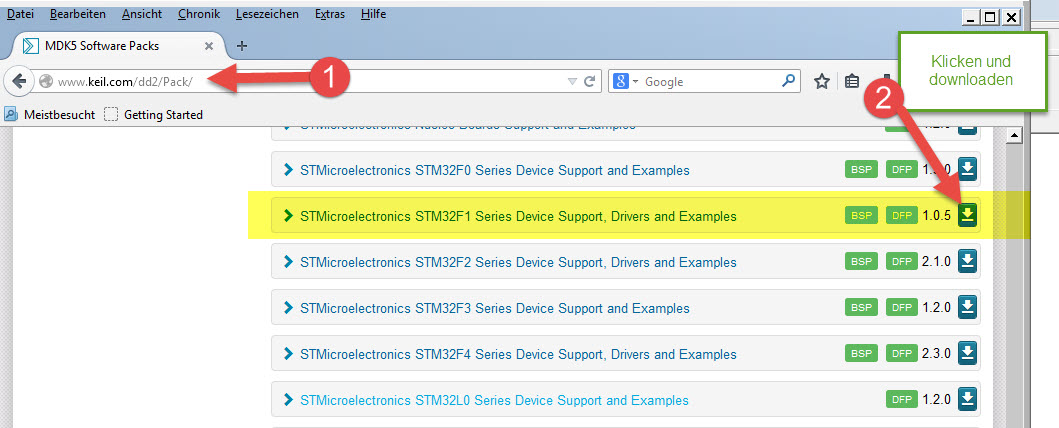 Datei Bearbeiten Ansicht Chronik Lesezeichen Extras Hilfe
MDK5 Software Packs
www.keil.com/dd2/Pack/
1
Google
Klicken und
downloaden
2
Meistbesucht Getting Started
STMicroelectronics Nucleo Boards Support and Examples
STMicroelectronics STM32F0 Series Device Support and Examples BSP DFP
STMicroelectronics STM32F1 Series Device Support, Drivers and Examples BSP DFP 1.0.5
STMicroelectronics STM32F2 Series Device Support, Drivers and Examples BSP DFP 2.1.0
STMicroelectronics STM32F3 Series Device Support and Examples BSP DFP 1.2.0
STMicroelectronics STM32F4 Series Device Support, Drivers and Examples BSP DFP 2.3.0
STMicroelectronics STM32L0 Series Device Support and Examples DFP 1.2.0